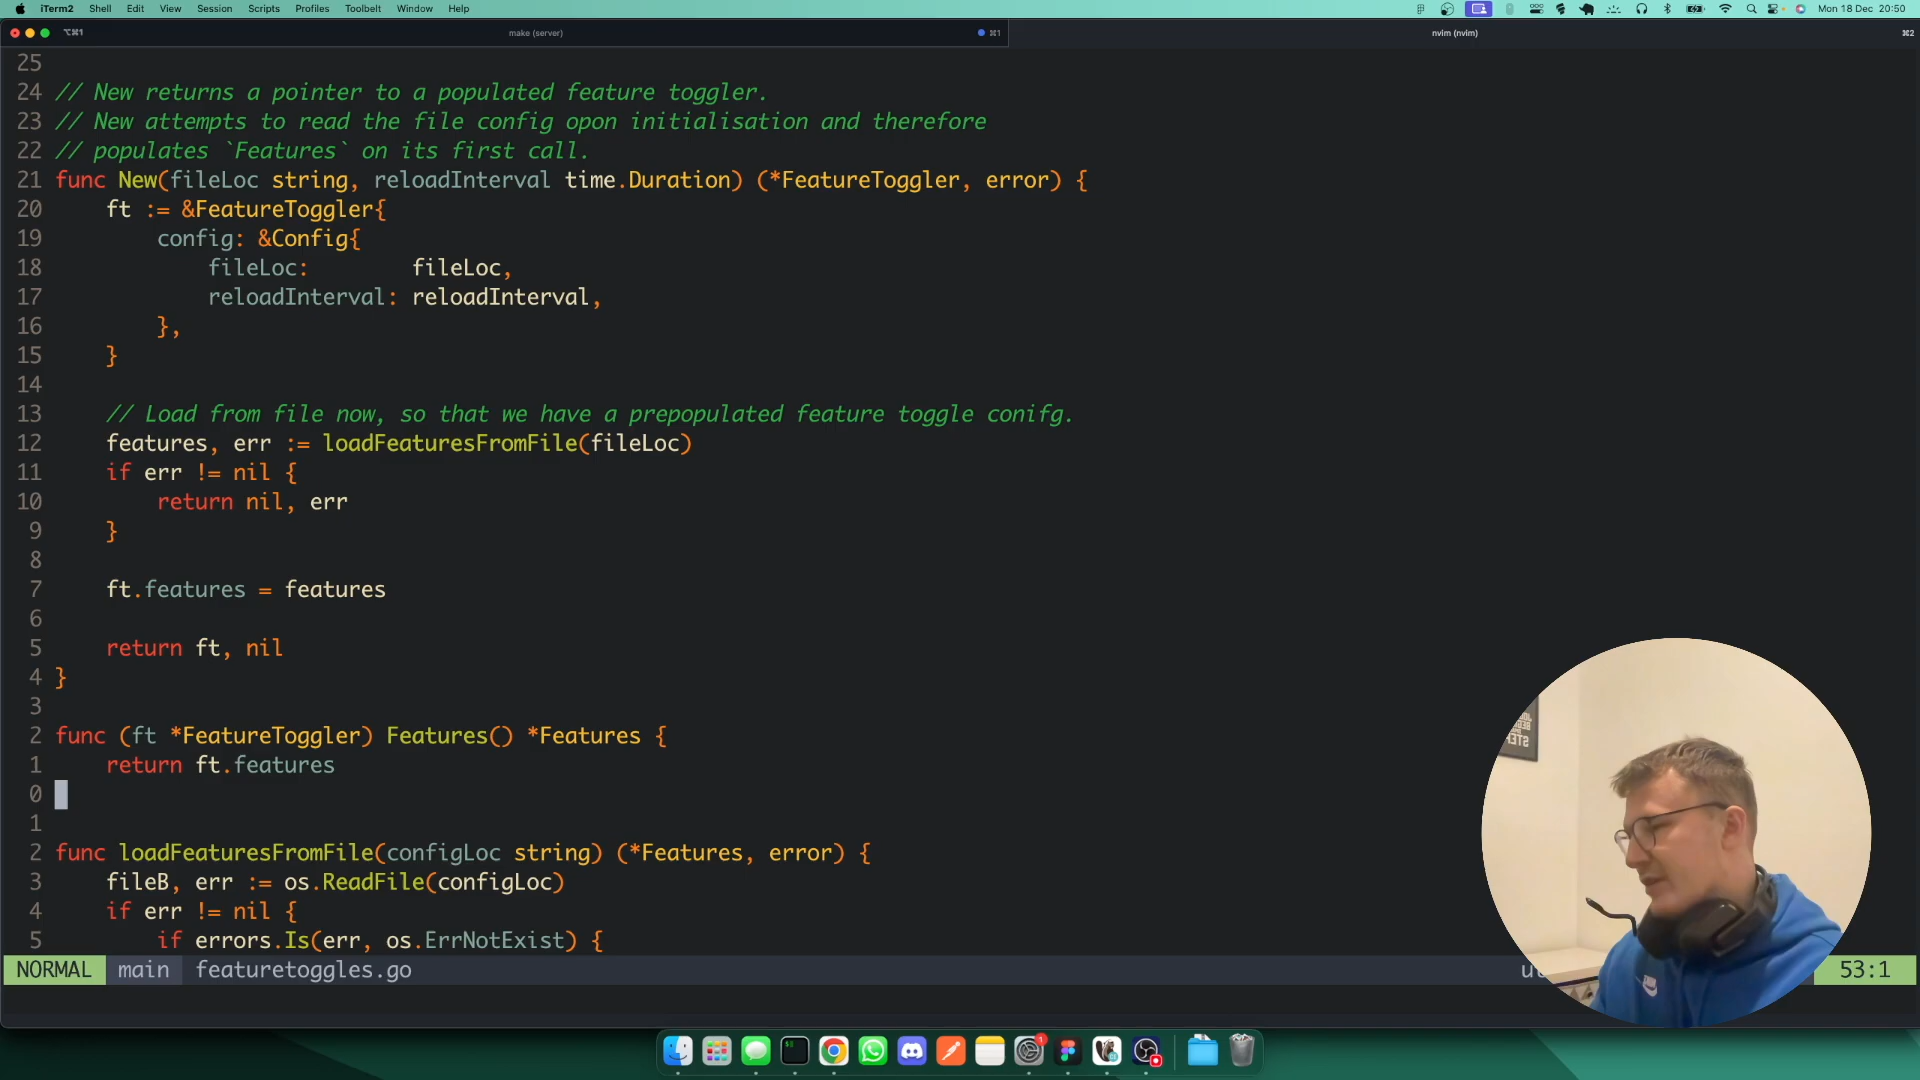 iTerm2 Shell Edit View Session Scripts Profiles Toolbelt Window Help Mon 18 Dec 20:50
⌥⌘1 make (server) ⌘1 nvim (nvim) ⌘2
25
24 // New returns a pointer to a populated feature toggler.
23 // New attempts to read the file config opon initialisation and therefore
22 // populates `Features` on its first call.
21 func New(fileLoc string, reloadInterval time.Duration) (*FeatureToggler, error) {
20 ft := &FeatureToggler{
19 config: &Config{
18 fileLoc: fileLoc,
17 reloadInterval: reloadInterval,
16 },
15 }
14
13 // Load from file now, so that we have a prepopulated feature toggle conifg.
12 features, err := loadFeaturesFromFile(fileLoc)
11 if err != nil {
10 return nil, err
9 }
8
7 ft.features = features
6
5 return ft, nil
4 }
3
2 func (ft *FeatureToggler) Features() *Features {
1 return ft.features
0
1
2 func loadFeaturesFromFile(configLoc string) (*Features, error) {
3 fileB, err := os.ReadFile(configLoc)
4 if err != nil {
5 if errors.Is(err, os.ErrNotExist) {
NORMAL main featuretoggles.go 53:1